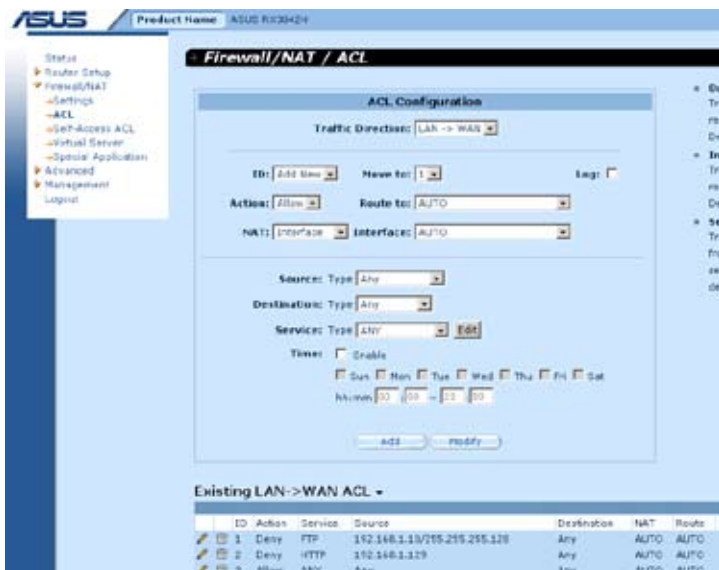 ASUS
Product Name ASUS RX3042H
Status
Router Setup
Firewall/NAT
Settings
ACL
Self-Access ACL
Virtual Server
Special Application
Advanced
Management
Logout
Firewall/NAT / ACL
ACL Configuration
Traffic Direction: LAN -> WAN
ID: Add New Move to: 1 Log:
Action: Allow Route to: AUTO
NAT: Interface Interface: AUTO
Source: Type Any
Destination: Type Any
Service: Type ANY Edit
Time: Enable
Sun Mon Tue Wed Thu Fri Sat
hh:mm
Add Modify
Existing LAN->WAN ACL
ID Action Service Source Destination NAT Route
1 Deny FTP 192.168.1.10/255.255.255.128 Any AUTO AUTO
2 Deny HTTP 192.168.1.129 Any AUTO AUTO
3 Allow ANY Any